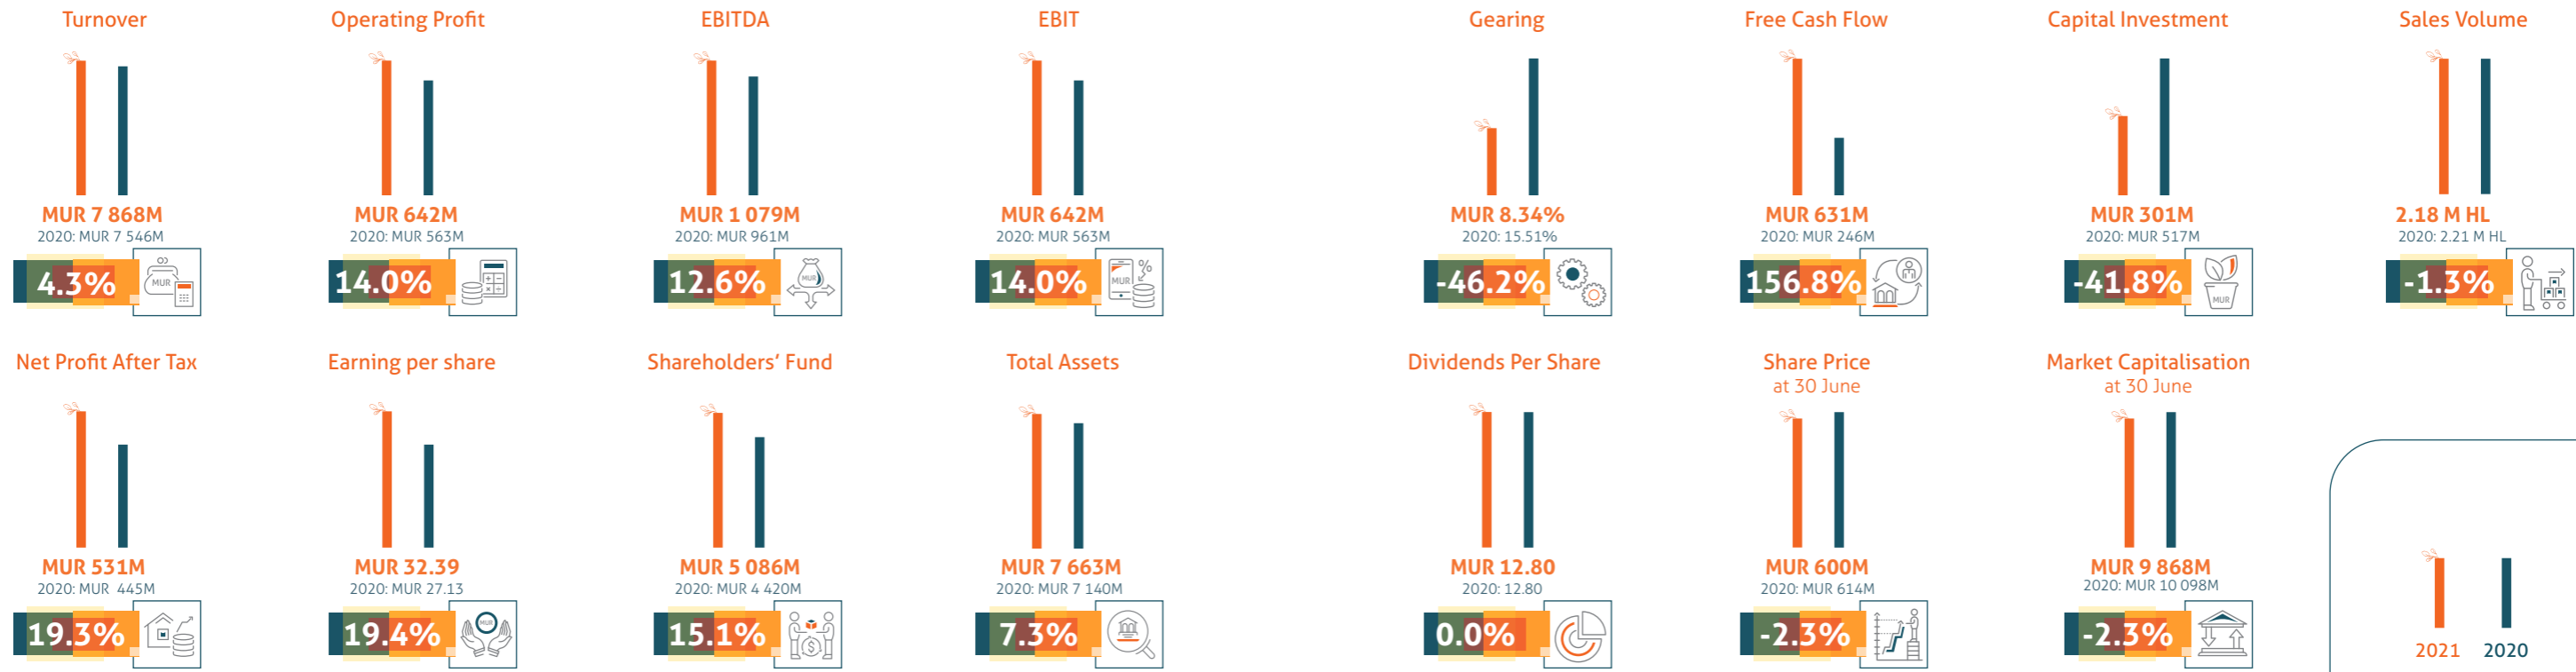 Turnover
MUR 7 868M
2020: MUR 7 546M
4.3%
MUR
Operating Profit
MUR 642M
2020: MUR 563M
14.0%
EBITDA
MUR 1 079M
2020: MUR 961M
12.6%
MUR
EBIT
MUR 642M
2020: MUR 563M
14.0%
MUR
%
Gearing
MUR 8.34%
2020: 15.51%
-46.2%
Free Cash Flow
MUR 631M
2020: MUR 246M
156.8%
Capital Investment
MUR 301M
2020: MUR 517M
-41.8%
MUR
Sales Volume
2.18 M HL
2020: 2.21 M HL
-1.3%
Net Profit After Tax
MUR 531M
2020: MUR 445M
19.3%
Earning per share
MUR 32.39
2020: MUR 27.13
19.4%
MUR
Shareholders' Fund
MUR 5 086M
2020: MUR 4 420M
15.1%
$
Total Assets
MUR 7 663M
2020: MUR 7 140M
7.3%
Dividends Per Share
MUR 12.80
2020: 12.80
0.0%
Share Price
at 30 June
MUR 600M
2020: MUR 614M
-2.3%
Market Capitalisation
at 30 June
MUR 9 868M
2020: MUR 10 098M
-2.3%
2021 2020